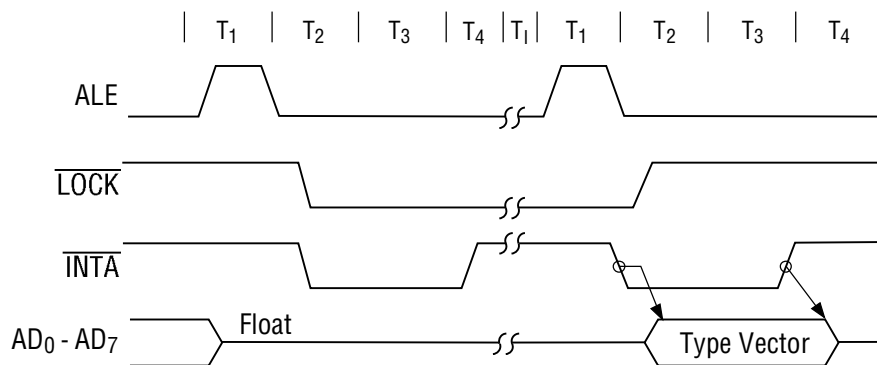 T1 T2 T3 T4 TI T1 T2 T3 T4
ALE
LOCK
INTA
AD0 - AD7 Float Type Vector